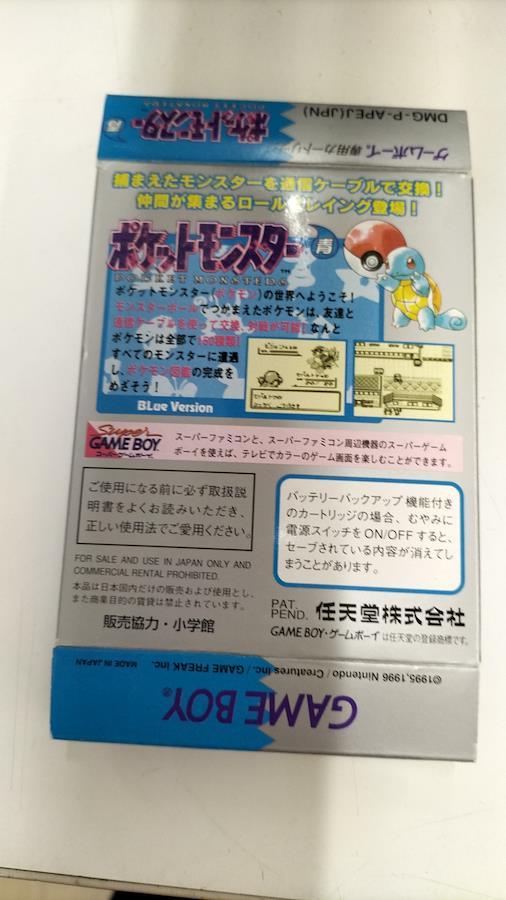 DMG-P-APEJ(JPN)
ゲームボーイ。専用カートリッジ
ポケットモンスター 青
POCKET MONSTERS
捕まえたモンスターを通信ケーブルで交換！
仲間が集まるロールプレイング登場！
ポケットモンスター 青
POCKET MONSTERS TM
ポケットモンスター(ポケモン)の世界へようこそ！
モンスターボールでつかまえたポケモンは、友達と
通信ケーブルを使って交換、対戦が可能！なんと
ポケモンは全部で150種類！
すべてのモンスターに遭遇
し、ポケモン図鑑の完成を
めざそう！
BLue Version
Super
GAME BOY
スーパーゲームボーイ
スーパーファミコンと、スーパーファミコン周辺機器のスーパーゲーム
ボーイを使えば、テレビでカラーのゲーム画面を楽しむことができます。
ご使用になる前に必ず取扱説
明書をよくお読みいただき、
正しい使用法でご愛用ください。
バッテリーバックアップ機能付き
のカートリッジの場合、むやみに
電源スイッチをON/OFFすると、
セーブされている内容が消えてし
まうことがあります。
FOR SALE AND USE IN JAPAN ONLY AND
COMMERCIAL RENTAL PROHIBITED.
本品は日本国内だけの販売および使用とし、
また商業目的の賃貸は禁止されています。
販売協力・小学館
PAT.
PEND. 任天堂株式会社
GAME BOY・ゲームボーイは任天堂の登録商標です。
©1995,1996 Nintendo / Creatures inc. / GAME FREAK inc.
MADE IN JAPAN
GAME BOY®